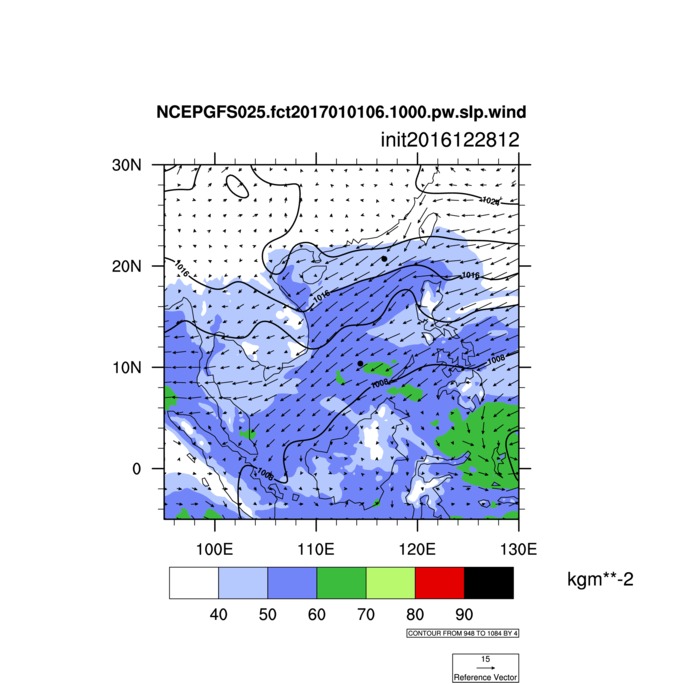 NCEPGFS025.fct2017010106.1000.pw.slp.wind
init2016122812
30N
1024
20N
1016
1016
1016
10N
1008
1008
0
1008
100E 110E 120E 130E
kgm**-2
40 50 60 70 80 90
CONTOUR FROM 948 TO 1084 BY 4
15
Reference Vector